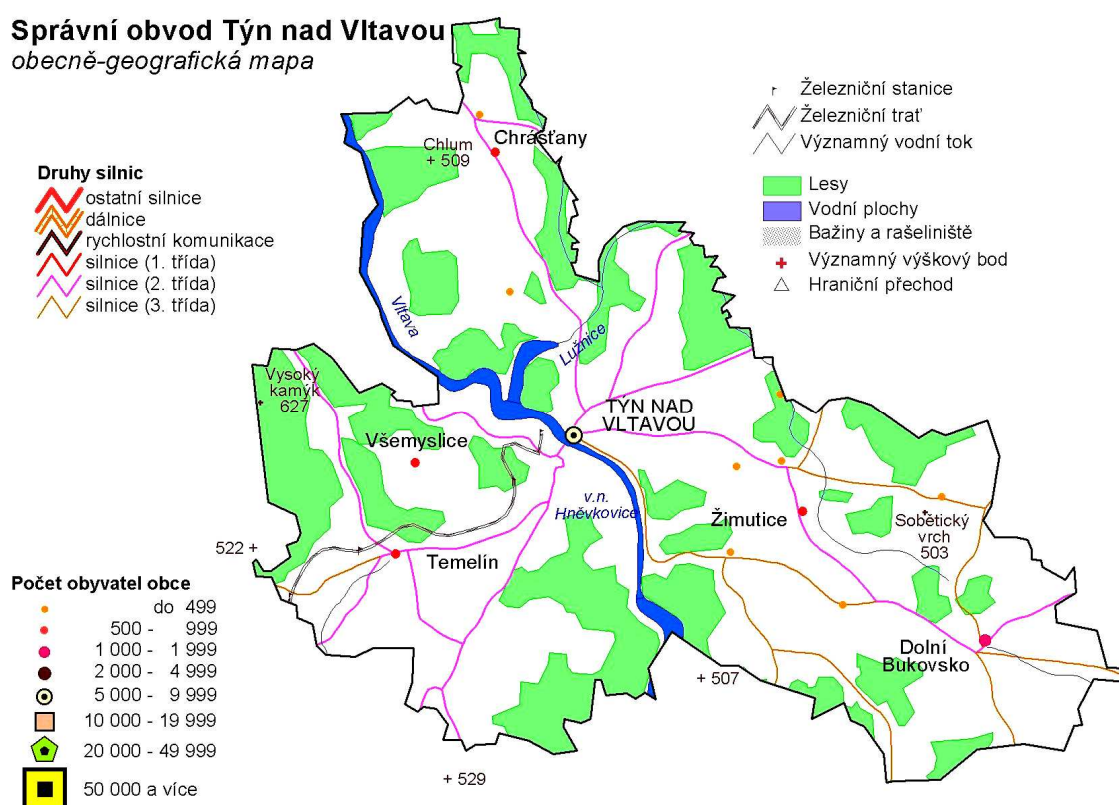 Správní obvod Týn nad Vltavou
obecně-geografická mapa
Železniční stanice
Železniční trať
Významný vodní tok
Lesy
Vodní plochy
Bažiny a rašeliniště
Významný výškový bod
Hraniční přechod
Druhy silnic
ostatní silnice
dálnice
rychlostní komunikace
silnice (1. třída)
silnice (2. třída)
silnice (3. třída)
Chlum
+ 509
Chrášťany
Vltava
Lužnice
Vysoký
kamýk
627
Všemyslice
TÝN NAD
VLTAVOU
v.n.
Hněvkovice
Žimutice
Sobětický
vrch
503
522 +
Temelín
Dolní
Bukovsko
+ 507
+ 529
Počet obyvatel obce
do 499
500 - 999
1 000 - 1 999
2 000 - 4 999
5 000 - 9 999
10 000 - 19 999
20 000 - 49 999
50 000 a více